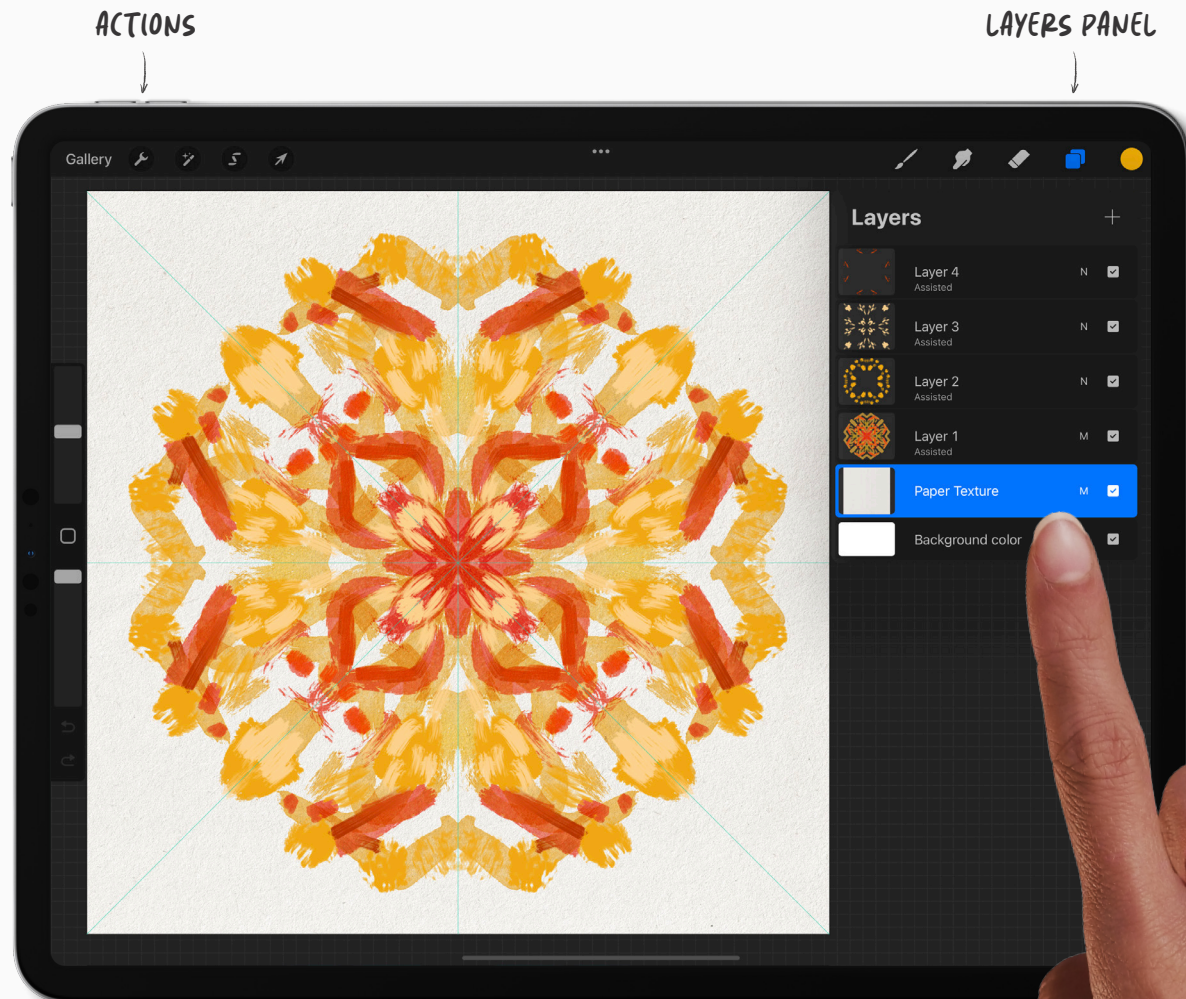 ACTIONS
LAYERS PANEL
Gallery
Layers
Layer 4
N
Assisted
Layer 3
N
Assisted
Layer 2
N
Assisted
Layer 1
M
Assisted
Paper Texture
M
Background color